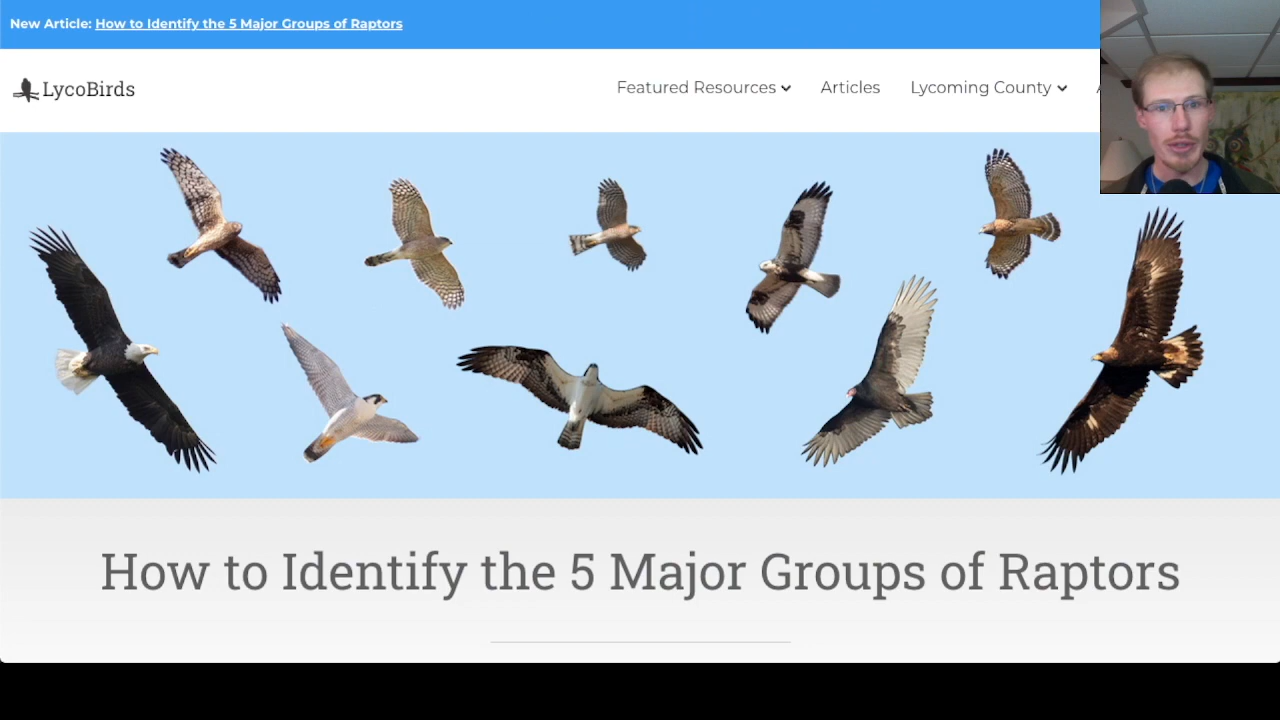 New Article: How to Identify the 5 Major Groups of Raptors
LycoBirds
Featured Resources
Articles
Lycoming County
How to Identify the 5 Major Groups of Raptors